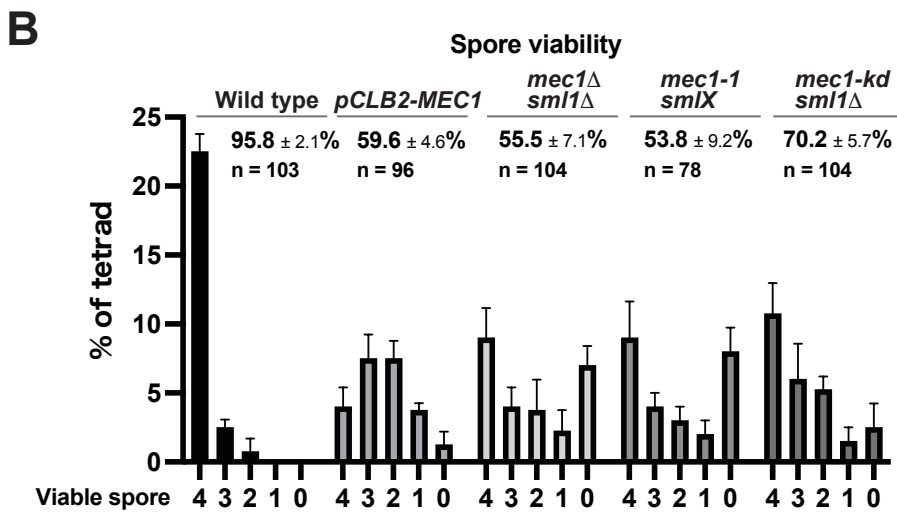 B
Spore viability
Wild type pCLB2-MEC1 mec1Δ sml1Δ mec1-1 smlX mec1-kd sml1Δ
95.8 ± 2.1% 59.6 ± 4.6% 55.5 ± 7.1% 53.8 ± 9.2% 70.2 ± 5.7%
n = 103 n = 96 n = 104 n = 78 n = 104
25
20
15
10
5
0
% of tetrad
Viable spore 4 3 2 1 0 4 3 2 1 0 4 3 2 1 0 4 3 2 1 0 4 3 2 1 0